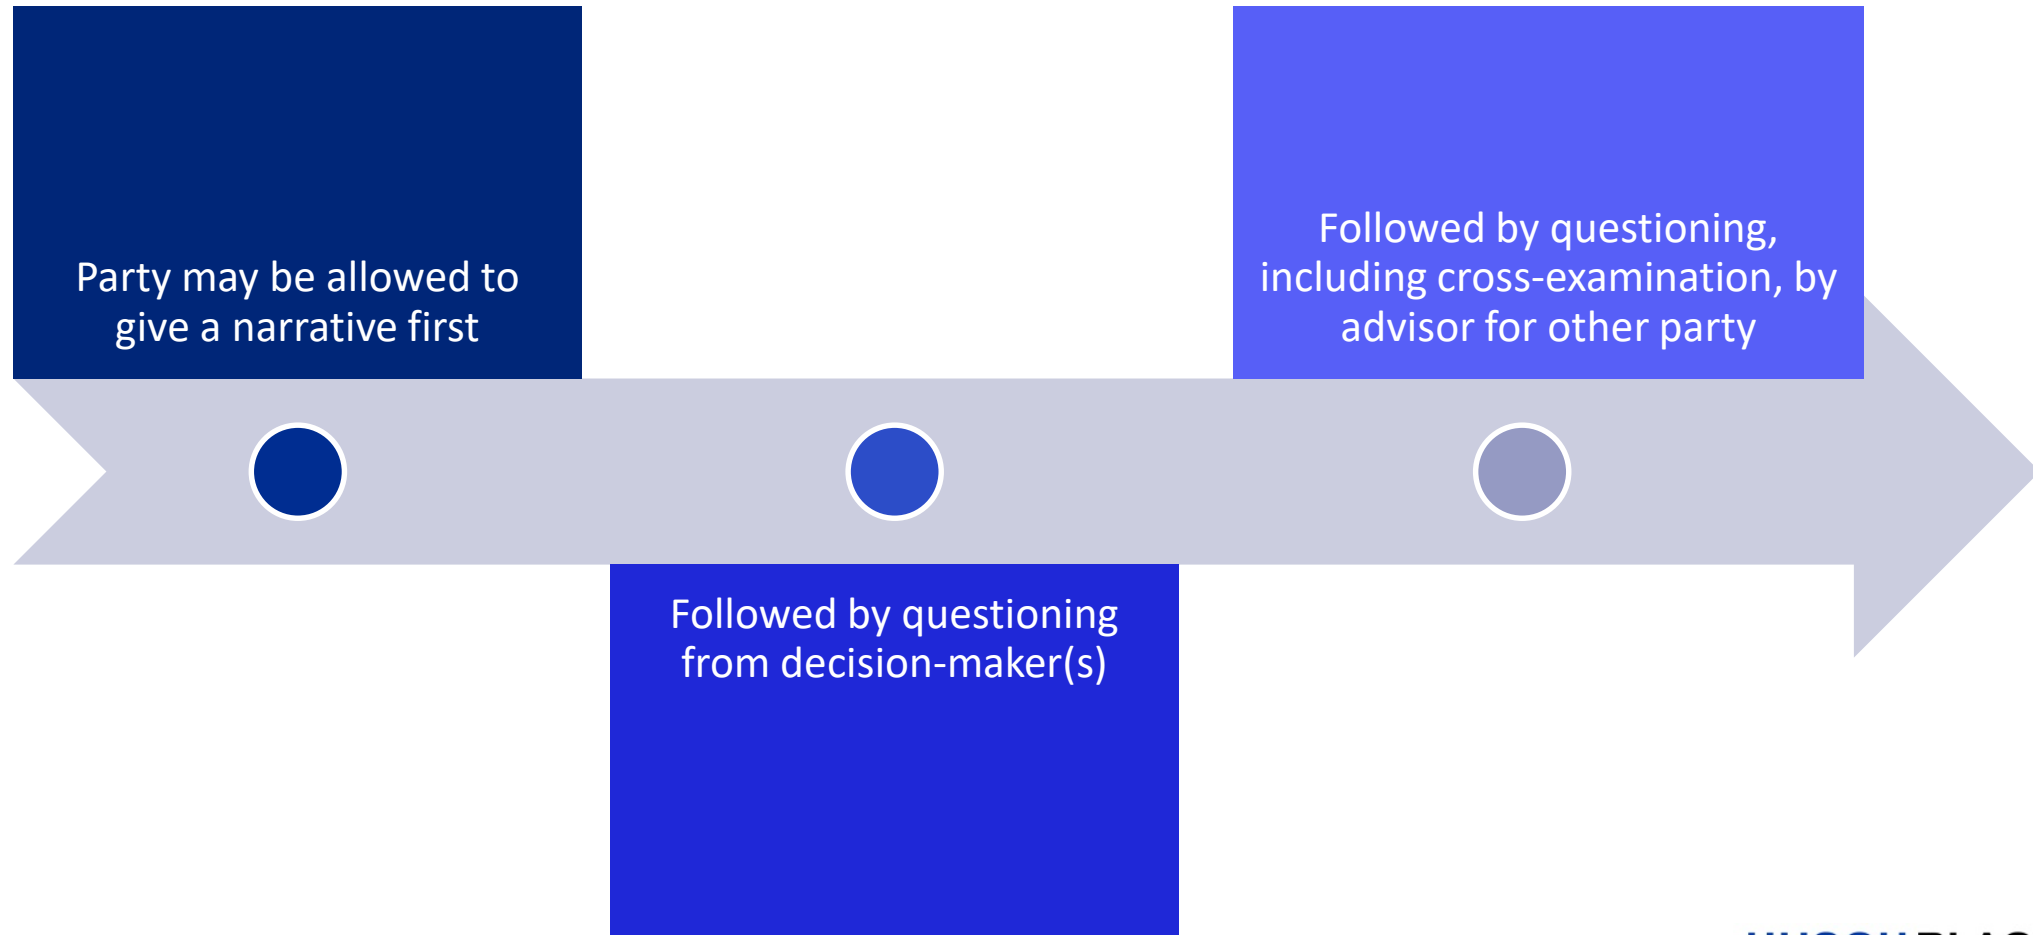 Party may be allowed to
give a narrative first
Followed by questioning
from decision-maker(s)
Followed by questioning,
including cross-examination, by
advisor for other party